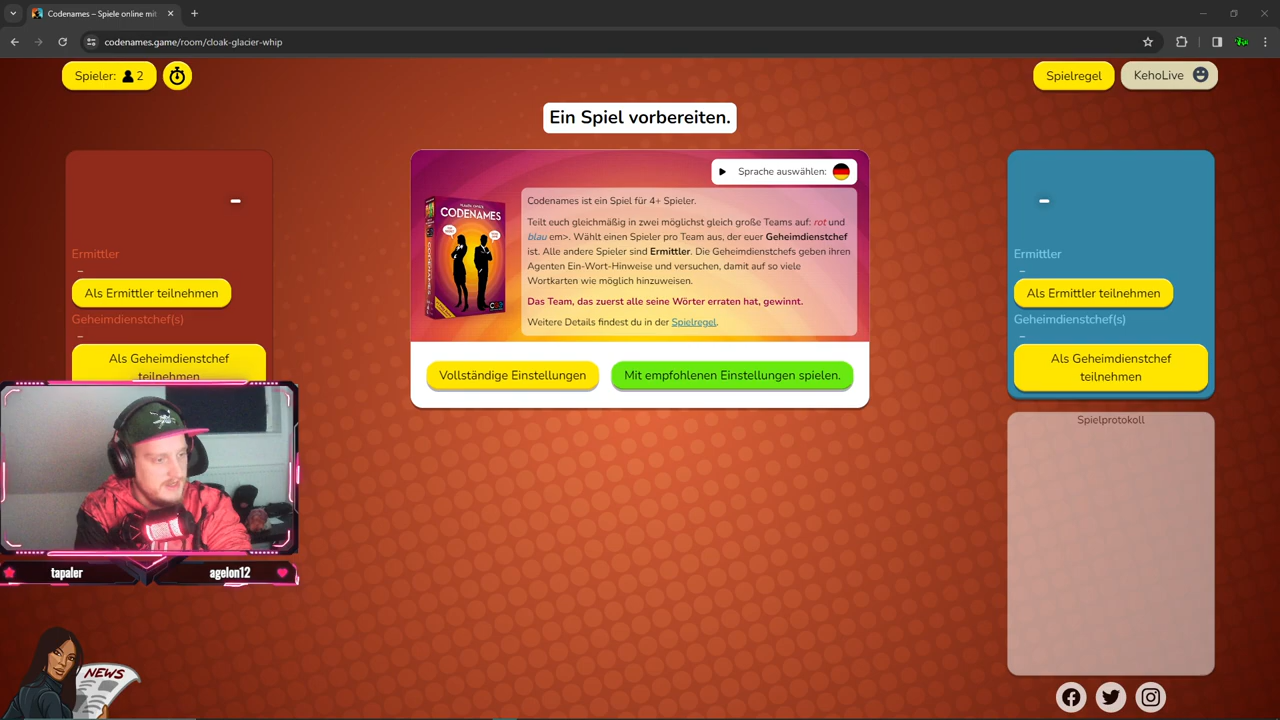 Codenames – Spiele online mit
codenames.game/room/cloak-glacier-whip
Spieler: 2
Spielregel
KehoLive
Ein Spiel vorbereiten.
Sprache auswählen:
CODENAMES
Codenames ist ein Spiel für 4+ Spieler.
Teilt euch gleichmäßig in zwei möglichst gleich große Teams auf: rot und
blau em>. Wählt einen Spieler pro Team aus, der euer Geheimdienstchef
ist. Alle andere Spieler sind Ermittler. Die Geheimdienstchefs geben ihren
Agenten Ein-Wort-Hinweise und versuchen, damit auf so viele
Wortkarten wie möglich hinzuweisen.
Das Team, das zuerst alle seine Wörter erraten hat, gewinnt.
Weitere Details findest du in der Spielregel.
Vollständige Einstellungen
Mit empfohlenen Einstellungen spielen.
-
Ermittler
–
Als Ermittler teilnehmen
Geheimdienstchef(s)
–
Als Geheimdienstchef
teilnehmen
-
Ermittler
–
Als Ermittler teilnehmen
Geheimdienstchef(s)
–
Als Geheimdienstchef
teilnehmen
Spielprotokoll
tapaler
agelon12
NEWS